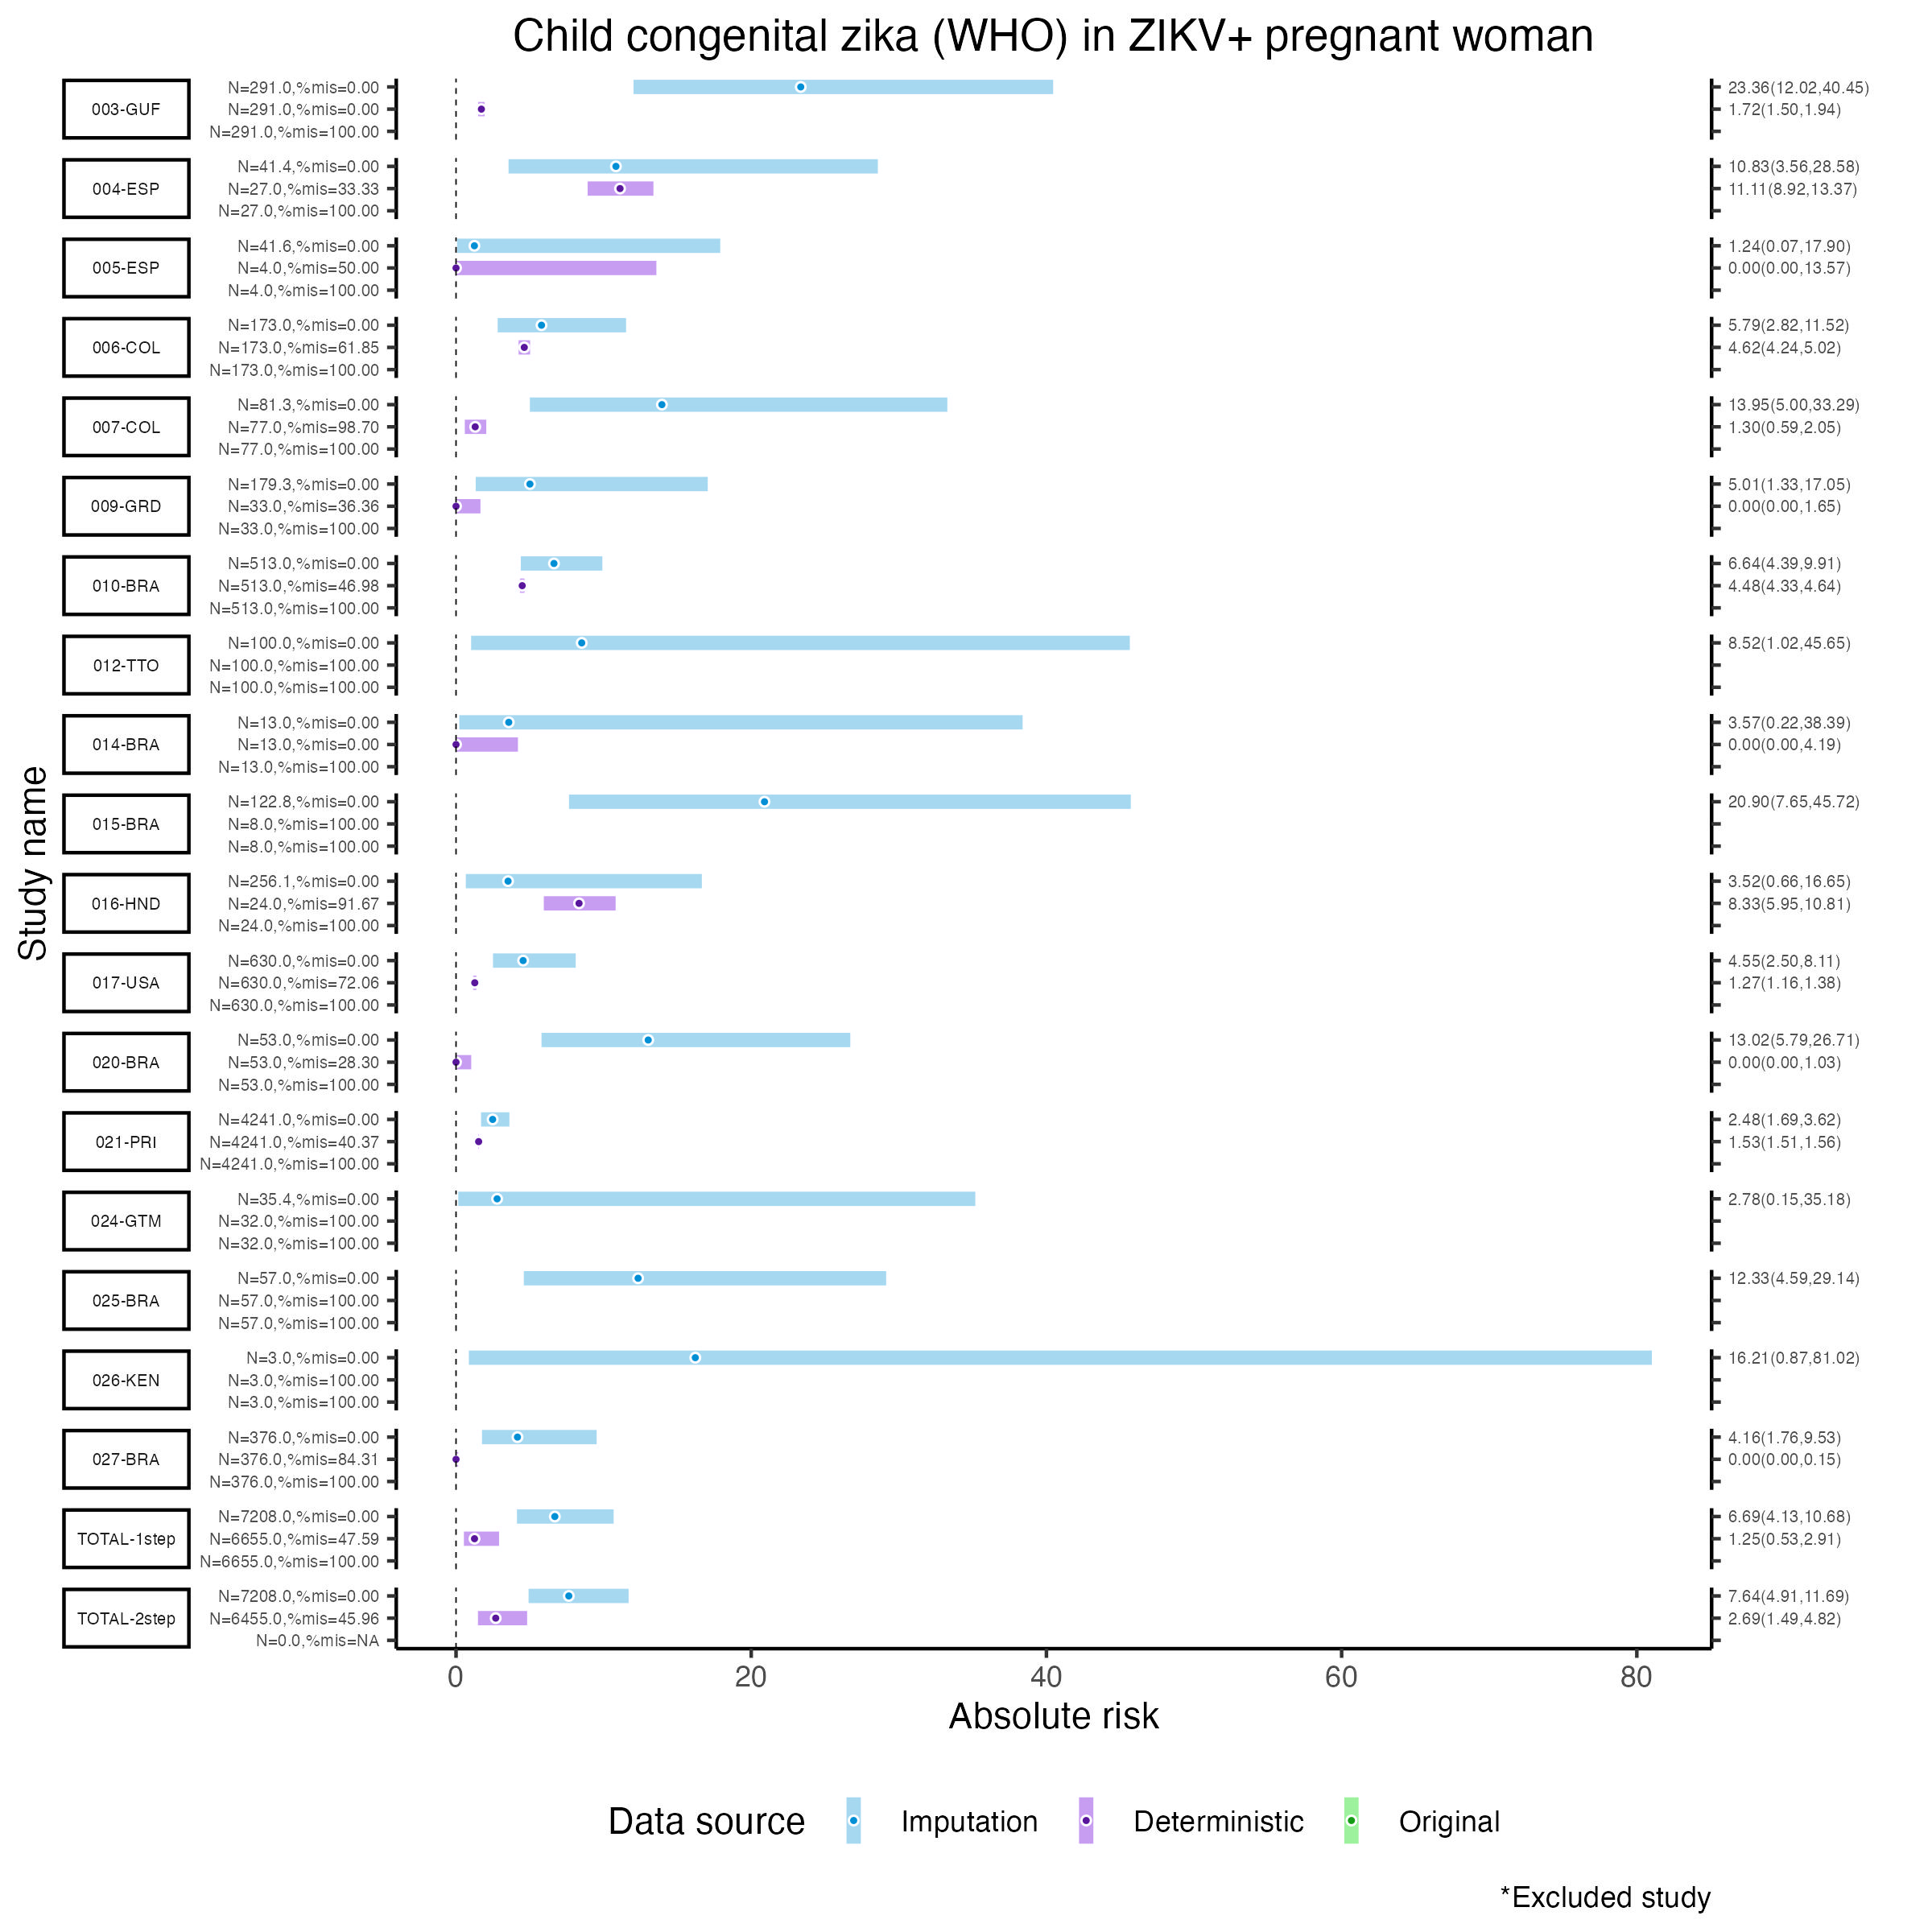 Child congenital zika (WHO) in ZIKV+ pregnant woman
Study name
003-GUF
N=291.0,%mis=0.00 23.36(12.02,40.45)
N=291.0,%mis=0.00 1.72(1.50,1.94)
N=291.0,%mis=100.00
004-ESP
N=41.4,%mis=0.00 10.83(3.56,28.58)
N=27.0,%mis=33.33 11.11(8.92,13.37)
N=27.0,%mis=100.00
005-ESP
N=41.6,%mis=0.00 1.24(0.07,17.90)
N=4.0,%mis=50.00 0.00(0.00,13.57)
N=4.0,%mis=100.00
006-COL
N=173.0,%mis=0.00 5.79(2.82,11.52)
N=173.0,%mis=61.85 4.62(4.24,5.02)
N=173.0,%mis=100.00
007-COL
N=81.3,%mis=0.00 13.95(5.00,33.29)
N=77.0,%mis=98.70 1.30(0.59,2.05)
N=77.0,%mis=100.00
009-GRD
N=179.3,%mis=0.00 5.01(1.33,17.05)
N=33.0,%mis=36.36 0.00(0.00,1.65)
N=33.0,%mis=100.00
010-BRA
N=513.0,%mis=0.00 6.64(4.39,9.91)
N=513.0,%mis=46.98 4.48(4.33,4.64)
N=513.0,%mis=100.00
012-TTO
N=100.0,%mis=0.00 8.52(1.02,45.65)
N=100.0,%mis=100.00
N=100.0,%mis=100.00
014-BRA
N=13.0,%mis=0.00 3.57(0.22,38.39)
N=13.0,%mis=0.00 0.00(0.00,4.19)
N=13.0,%mis=100.00
015-BRA
N=122.8,%mis=0.00 20.90(7.65,45.72)
N=8.0,%mis=100.00
N=8.0,%mis=100.00
016-HND
N=256.1,%mis=0.00 3.52(0.66,16.65)
N=24.0,%mis=91.67 8.33(5.95,10.81)
N=24.0,%mis=100.00
017-USA
N=630.0,%mis=0.00 4.55(2.50,8.11)
N=630.0,%mis=72.06 1.27(1.16,1.38)
N=630.0,%mis=100.00
020-BRA
N=53.0,%mis=0.00 13.02(5.79,26.71)
N=53.0,%mis=28.30 0.00(0.00,1.03)
N=53.0,%mis=100.00
021-PRI
N=4241.0,%mis=0.00 2.48(1.69,3.62)
N=4241.0,%mis=40.37 1.53(1.51,1.56)
N=4241.0,%mis=100.00
024-GTM
N=35.4,%mis=0.00 2.78(0.15,35.18)
N=32.0,%mis=100.00
N=32.0,%mis=100.00
025-BRA
N=57.0,%mis=0.00 12.33(4.59,29.14)
N=57.0,%mis=100.00
N=57.0,%mis=100.00
026-KEN
N=3.0,%mis=0.00 16.21(0.87,81.02)
N=3.0,%mis=100.00
N=3.0,%mis=100.00
027-BRA
N=376.0,%mis=0.00 4.16(1.76,9.53)
N=376.0,%mis=84.31 0.00(0.00,0.15)
N=376.0,%mis=100.00
TOTAL-1step
N=7208.0,%mis=0.00 6.69(4.13,10.68)
N=6655.0,%mis=47.59 1.25(0.53,2.91)
N=6655.0,%mis=100.00
TOTAL-2step
N=7208.0,%mis=0.00 7.64(4.91,11.69)
N=6455.0,%mis=45.96 2.69(1.49,4.82)
N=0.0,%mis=NA
0 20 40 60 80
Absolute risk
Data source Imputation Deterministic Original
*Excluded study